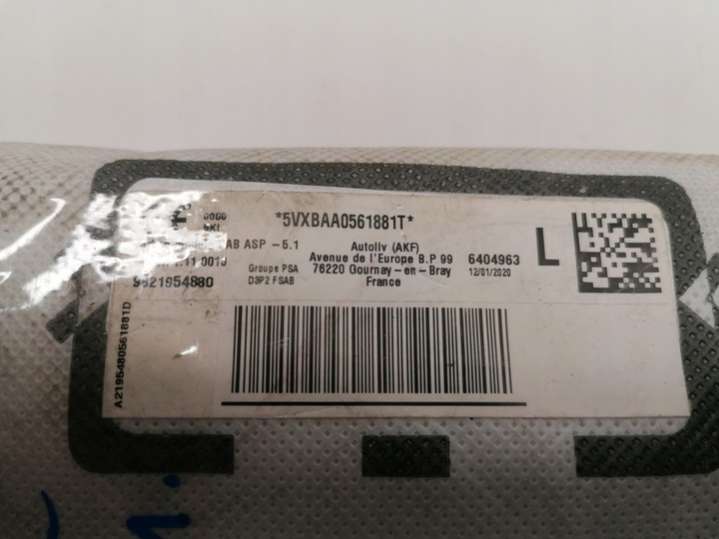 *5VXBAA0561881T*
AB ASP -5.1
Autoliv (AKF)
Avenue de l'Europe B.P 99
76220 Gournay-en-Bray
France
6404963
12/01/2020
L
Groupe PSA
D3P2 FSAB
A2195480561881D